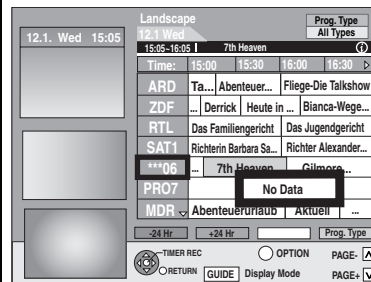 Landscape Prog. Type
12.1. Wed 15:05 12.1 Wed All Types
15:05~16:05 7th Heaven i
Time: 15:00 15:30 16:00 16:30
ARD Ta... Abenteuer... Fliege-Die Talkshow
ZDF ... Derrick Heute in ... Bianca-Wege...
RTL Das Familiengericht Das Jugendgericht
SAT1 Richterin Barbara Sa... Richter Alexander...
***06 ... 7th Heaven Gilmore...
PRO7 No Data
MDR Abenteuerurlaub Aktuell ...
-24 Hr +24 Hr Prog. Type
TIMER REC OPTION PAGE-
RETURN GUIDE Display Mode PAGE+